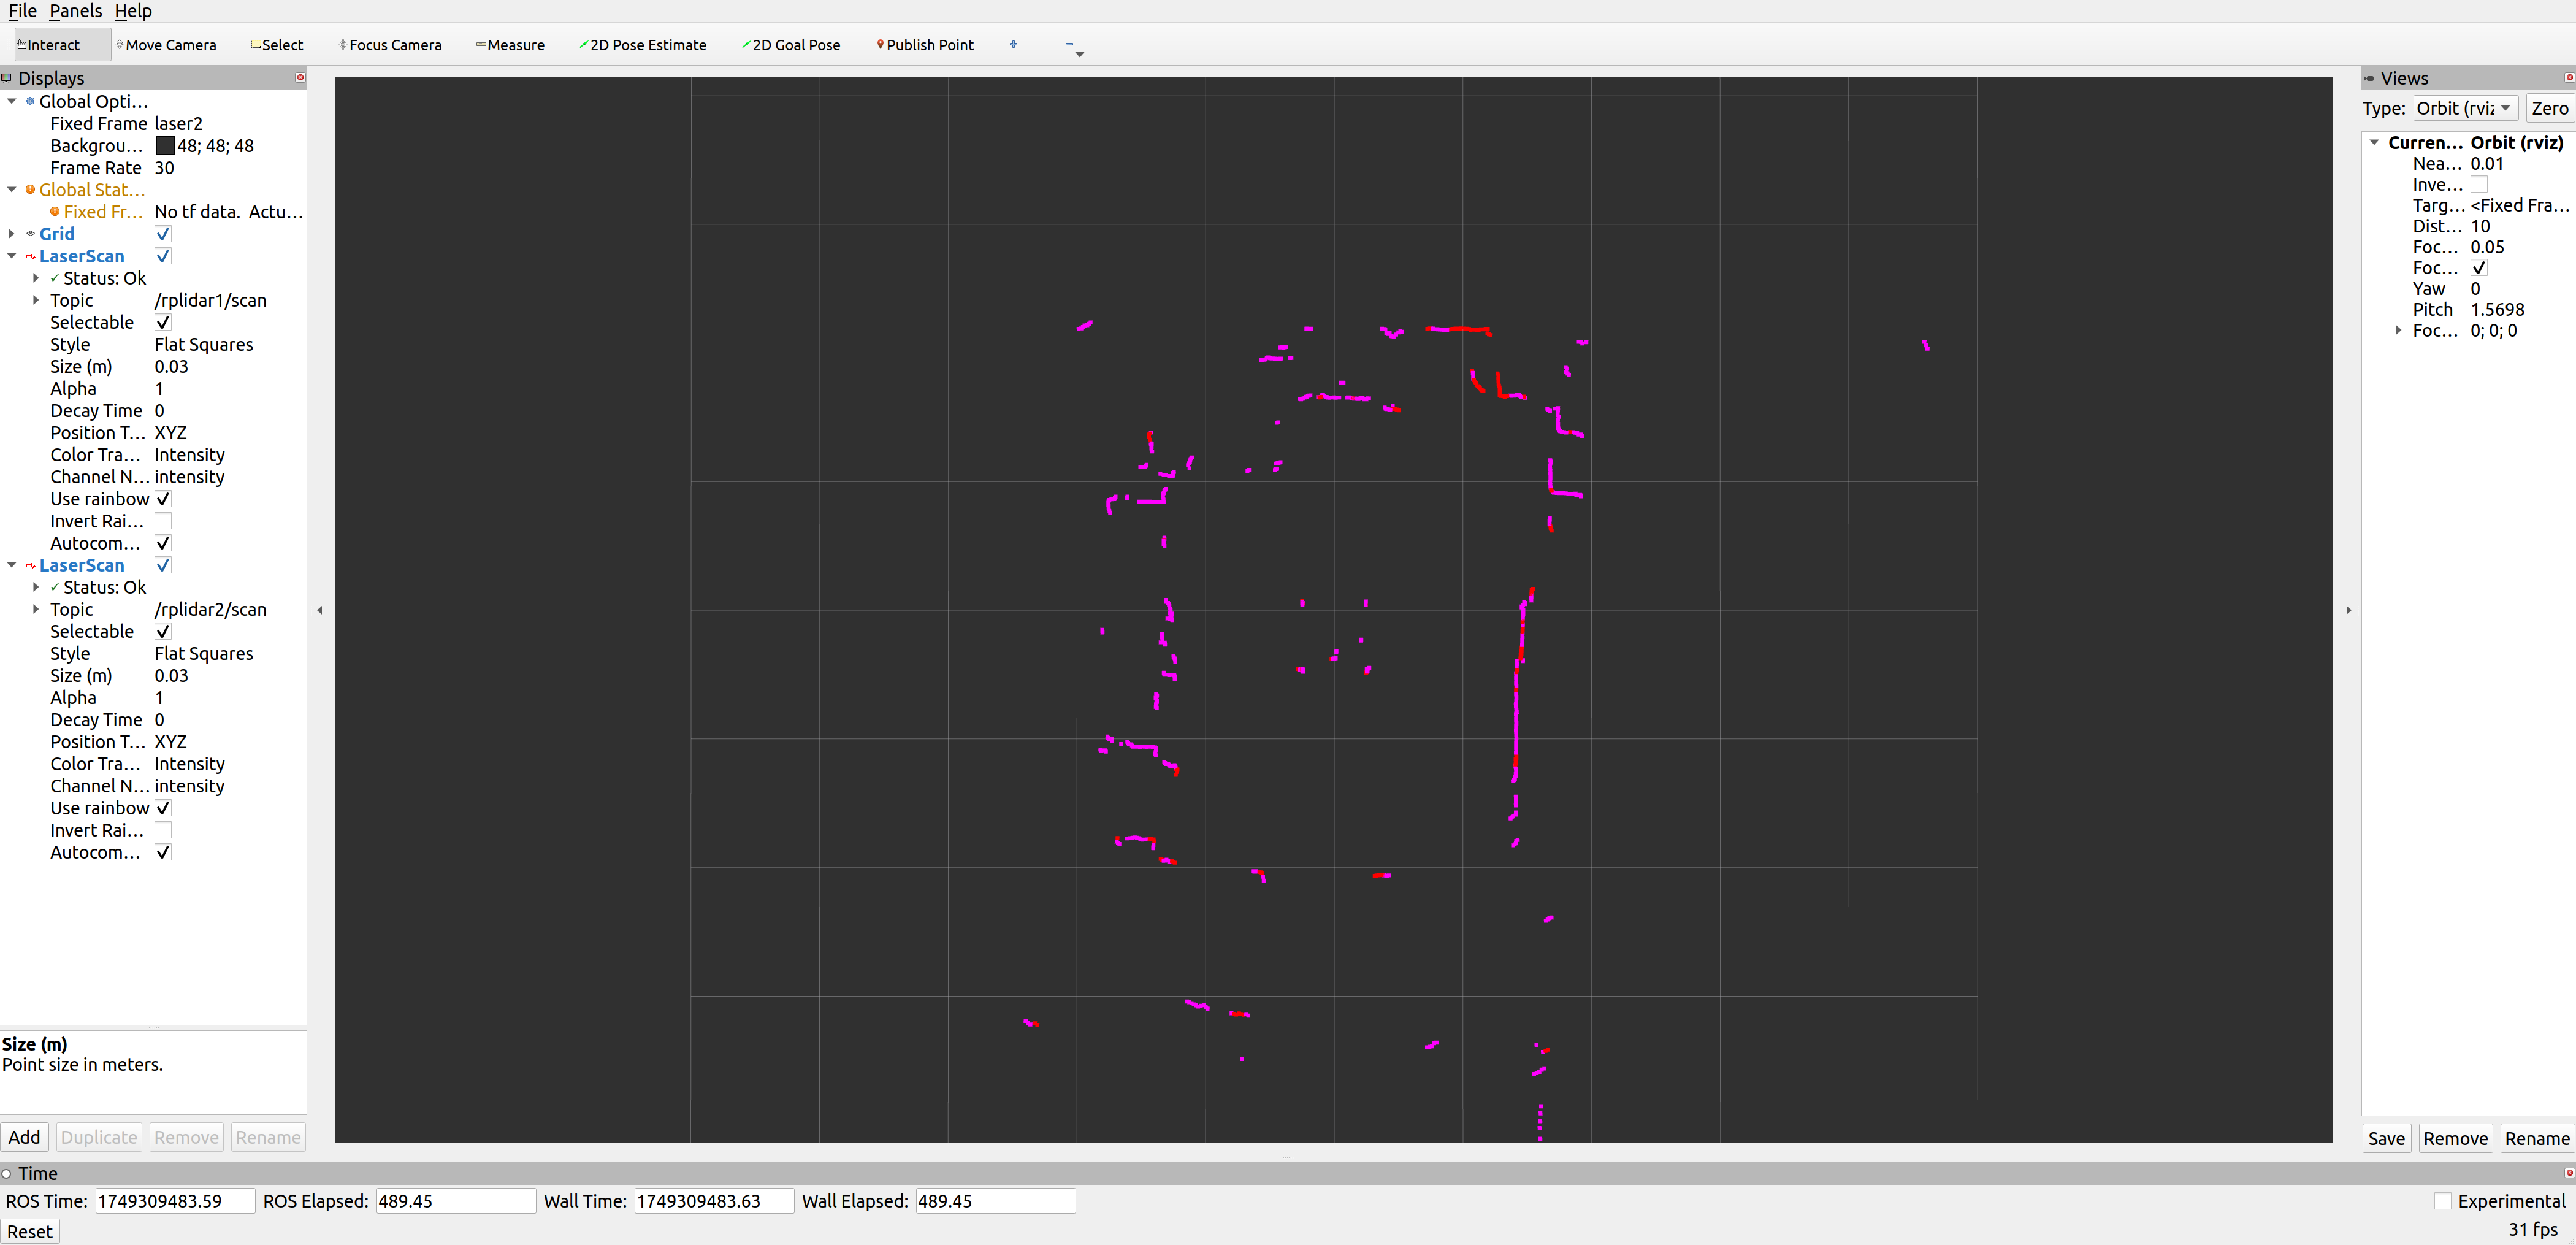 File Panels Help
Interact Move Camera Select Focus Camera Measure 2D Pose Estimate 2D Goal Pose Publish Point
Displays
Global Opti...
Fixed Frame laser2
Backgrou... 48; 48; 48
Frame Rate 30
Global Stat...
Fixed Fr... No tf data. Actu...
Grid
LaserScan
Status: Ok
Topic /rplidar1/scan
Selectable
Style Flat Squares
Size (m) 0.03
Alpha 1
Decay Time 0
Position T... XYZ
Color Tra... Intensity
Channel N... intensity
Use rainbow
Invert Rai...
Autocom...
LaserScan
Status: Ok
Topic /rplidar2/scan
Selectable
Style Flat Squares
Size (m) 0.03
Alpha 1
Decay Time 0
Position T... XYZ
Color Tra... Intensity
Channel N... intensity
Use rainbow
Invert Rai...
Autocom...
Size (m)
Point size in meters.
Add Duplicate Remove Rename
Views
Type: Orbit (rviz Zero
Curren... Orbit (rviz)
Nea... 0.01
Inve...
Targ... <Fixed Fra...
Dist... 10
Foc... 0.05
Foc...
Yaw 0
Pitch 1.5698
Foc... 0; 0; 0
Save Remove Rename
Time
ROS Time: 1749309483.59 ROS Elapsed: 489.45 Wall Time: 1749309483.63 Wall Elapsed: 489.45 Experimental
Reset 31 fps